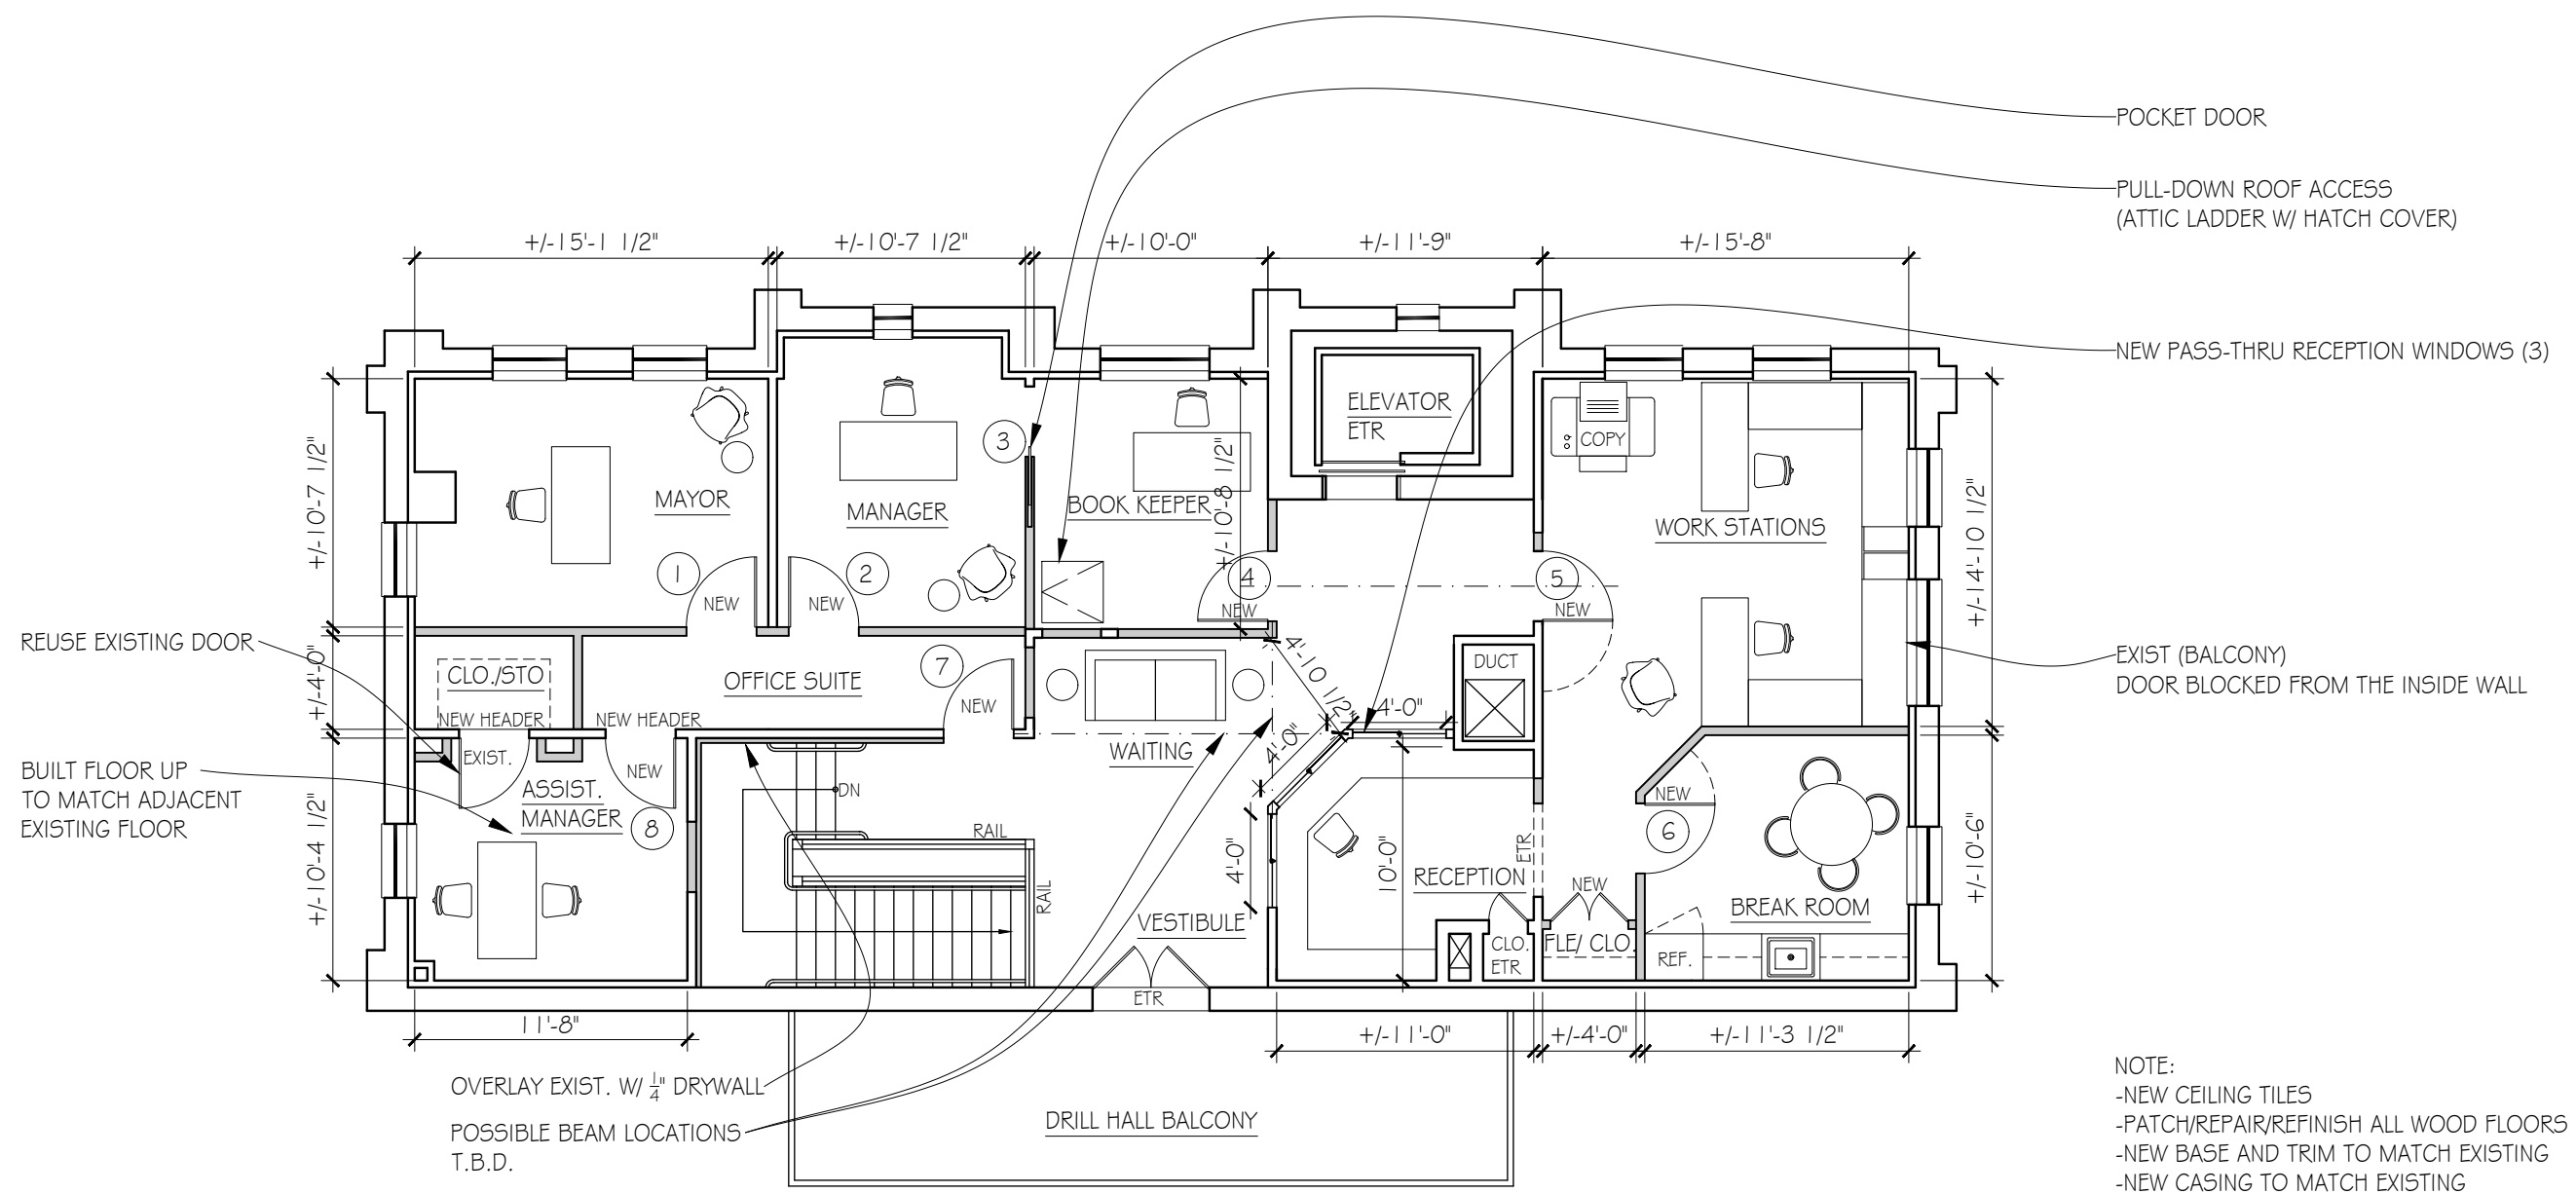 POCKET DOOR
PULL-DOWN ROOF ACCESS
(ATTIC LADDER W/ HATCH COVER)
+/-15'-1 1/2"
+/-10'-7 1/2"
+/-10'-0"
+/-11'-9"
+/-15'-8"
NEW PASS-THRU RECEPTION WINDOWS (3)
ELEVATOR
ETR
COPY
3
+/-10'-7 1/2"
MAYOR
MANAGER
BOOK KEEPER
+/-10'-8 1/2"
WORK STATIONS
+/-14'-10 1/2"
1
2
4
5
NEW
NEW
NEW
NEW
REUSE EXISTING DOOR
+/-4'-0"
CLO./STO
OFFICE SUITE
7
4'-10 1/2"
DUCT
EXIST (BALCONY)
DOOR BLOCKED FROM THE INSIDE WALL
NEW HEADER
NEW HEADER
NEW
4'-0"
4'-0"
WAITING
EXIST.
NEW
BUILT FLOOR UP
TO MATCH ADJACENT
EXISTING FLOOR
ASSIST.
MANAGER
8
DN
NEW
RAIL
6
+/-10'-4 1/2"
4'-0"
10'-0"
ETR
+/-10'-6"
RECEPTION
NEW
RAIL
BREAK ROOM
VESTIBULE
CLO.
ETR
FLE/ CLO.
REF.
ETR
11'-8"
+/-11'-0"
+/-4'-0"
+/-11'-3 1/2"
OVERLAY EXIST. W/ 1/4" DRYWALL
POSSIBLE BEAM LOCATIONS
T.B.D.
DRILL HALL BALCONY
NOTE:
-NEW CEILING TILES
-PATCH/REPAIR/REFINISH ALL WOOD FLOORS
-NEW BASE AND TRIM TO MATCH EXISTING
-NEW CASING TO MATCH EXISTING